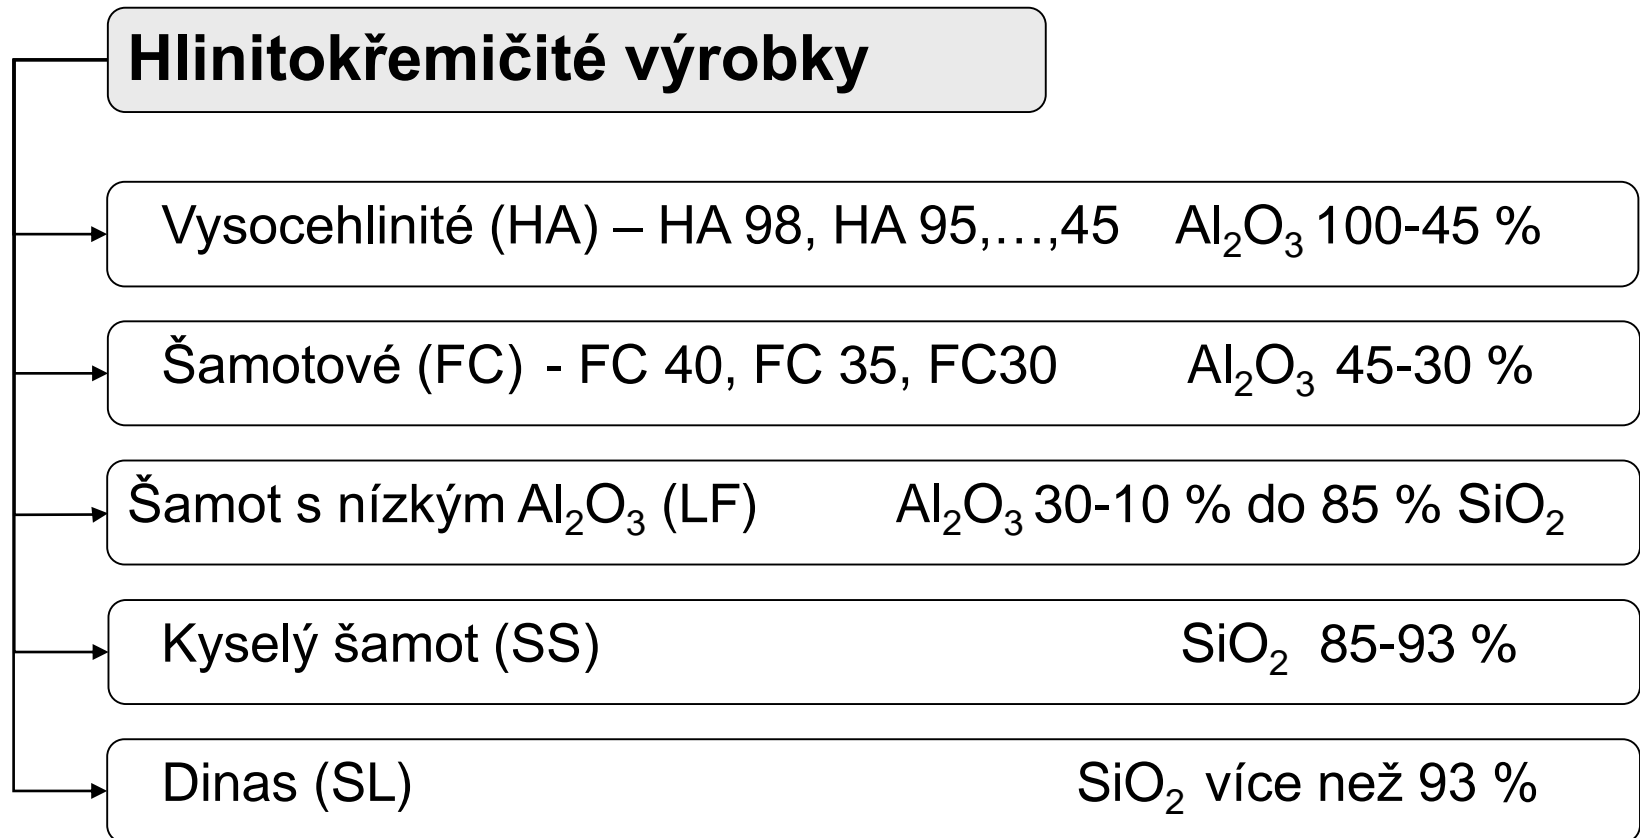 Hlinitokřemičité výrobky
Vysocehlinité (HA) – HA 98, HA 95,…,45 Al₂O₃ 100-45 %
Šamotové (FC) - FC 40, FC 35, FC30 Al₂O₃ 45-30 %
Šamot s nízkým Al₂O₃ (LF) Al₂O₃ 30-10 % do 85 % SiO₂
Kyselý šamot (SS) SiO₂ 85-93 %
Dinas (SL) SiO₂ více než 93 %